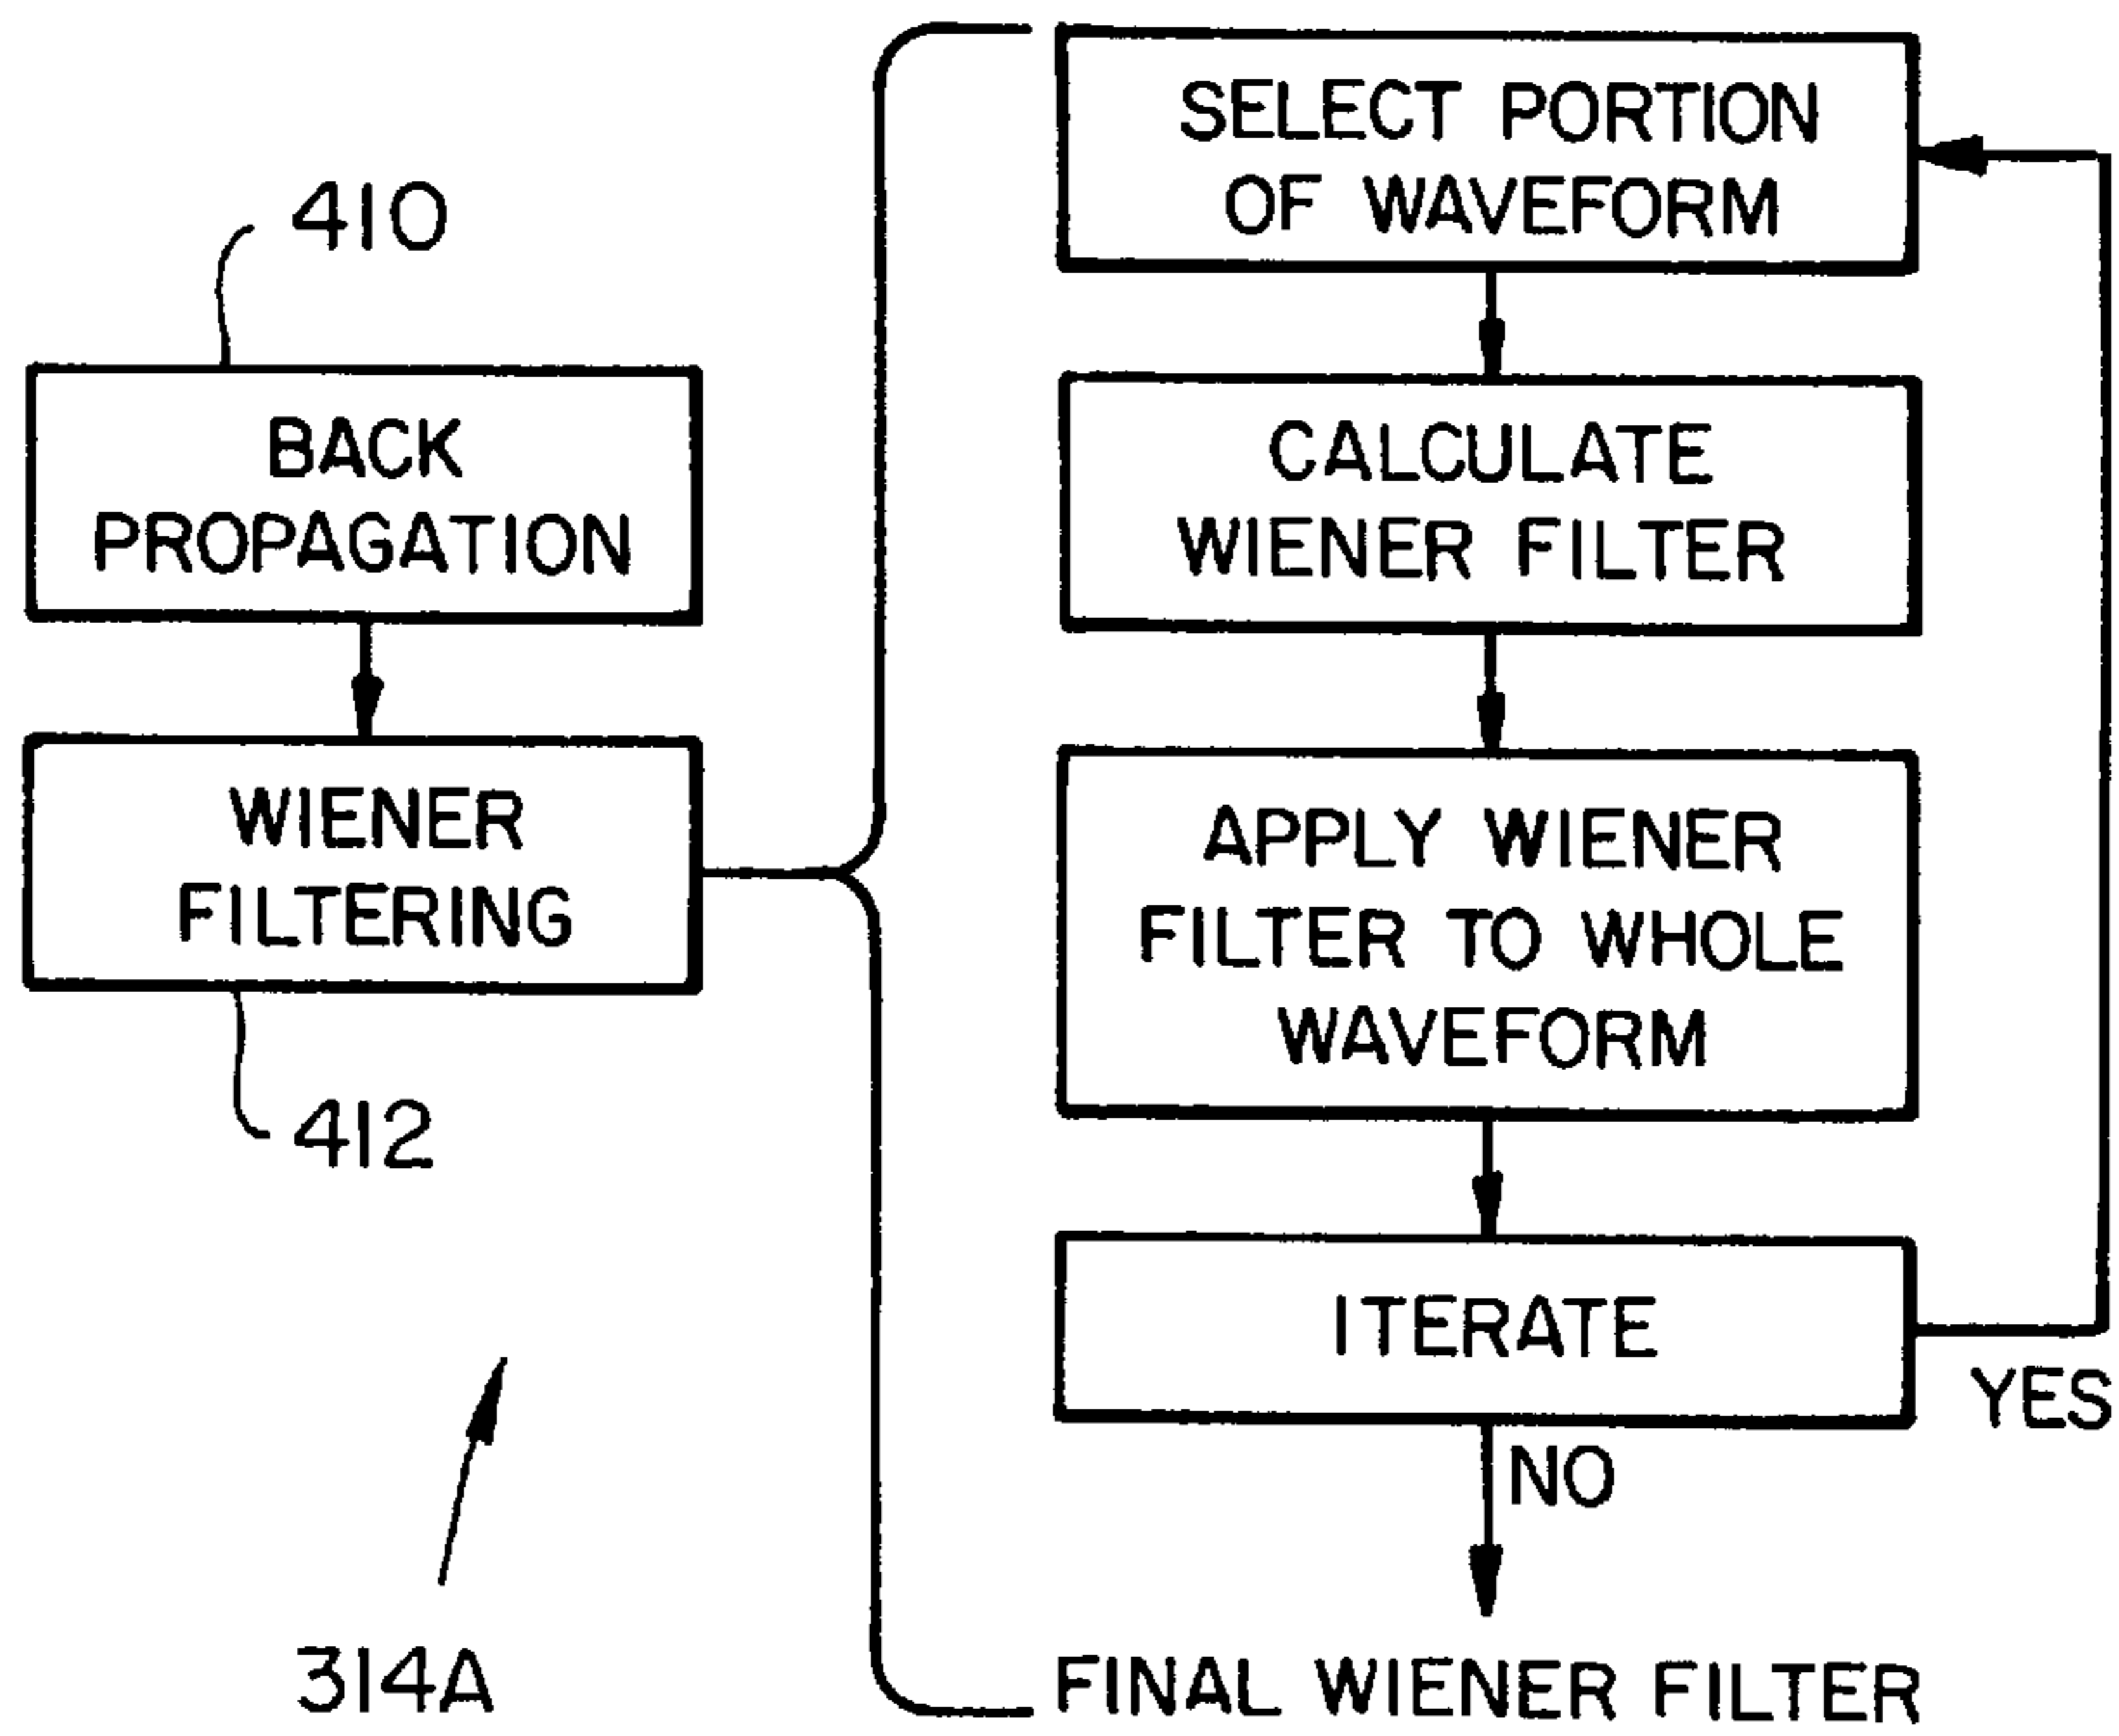 410
BACK
PROPAGATION
WIENER
FILTERING
412
314A
SELECT PORTION
OF WAVEFORM
CALCULATE
WIENER FILTER
APPLY WIENER
FILTER TO WHOLE
WAVEFORM
ITERATE
YES
NO
FINAL WIENER FILTER